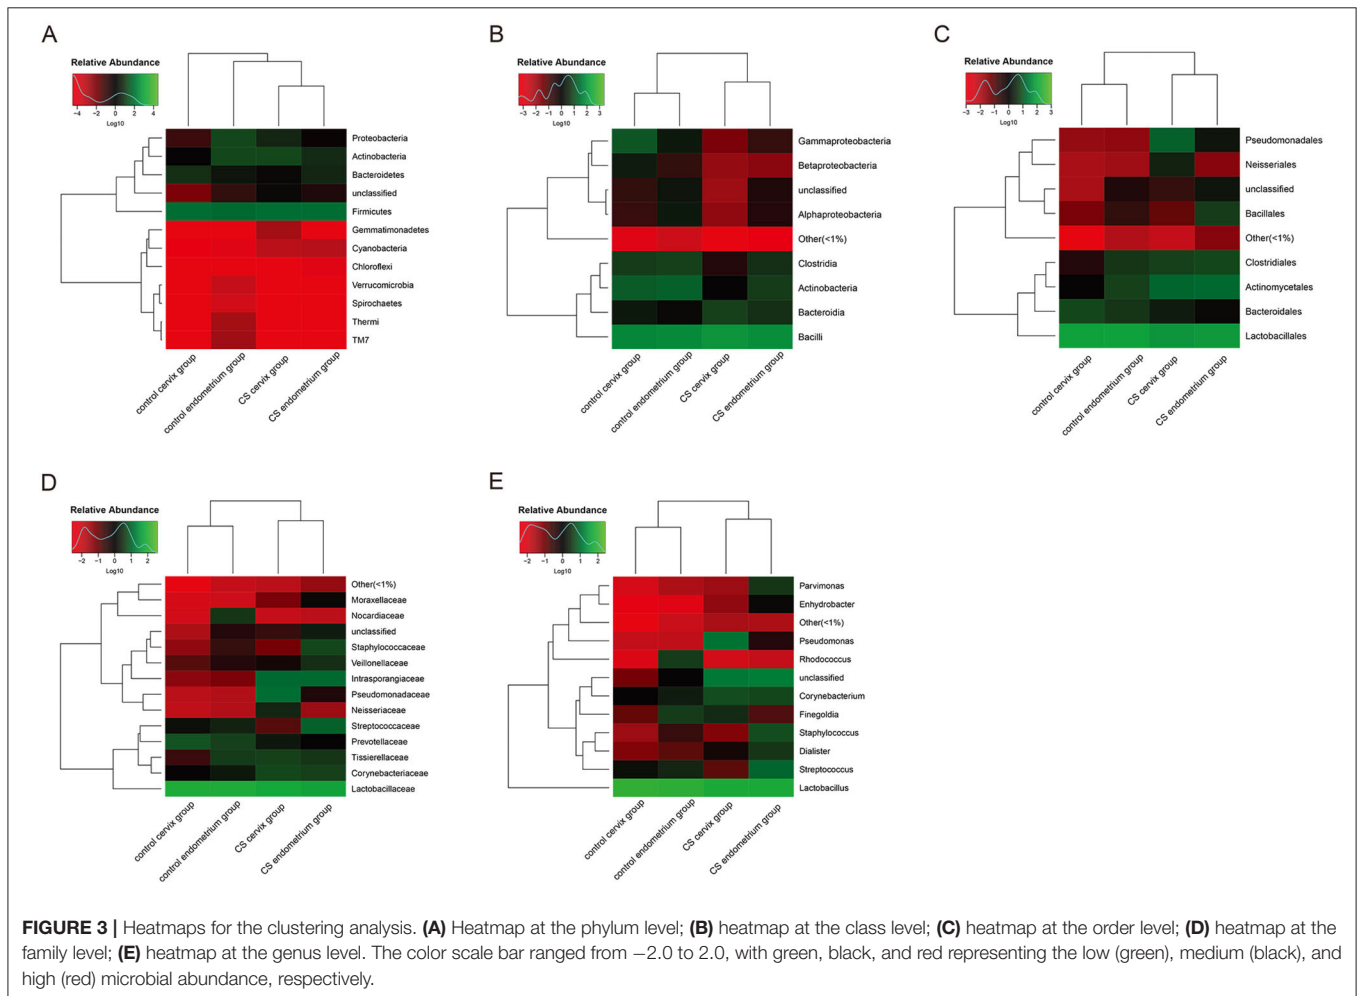 A
Relative Abundance
−4 −2 0 2 4
Log10
Proteobacteria
Actinobacteria
Bacteroidetes
unclassified
Firmicutes
Gemmatimonadetes
Cyanobacteria
Chloroflexi
Verrucomicrobia
Spirochaetes
Thermi
TM7
control cervix group
control endometrium group
CS cervix group
CS endometrium group
B
Relative Abundance
−3 −2 −1 0 1 2 3
Log10
Gammaproteobacteria
Betaproteobacteria
unclassified
Alphaproteobacteria
Other(<1%)
Clostridia
Actinobacteria
Bacteroidia
Bacilli
control cervix group
control endometrium group
CS cervix group
CS endometrium group
C
Relative Abundance
−3 −2 −1 0 1 2 3
Log10
Pseudomonadales
Neisseriales
unclassified
Bacillales
Other(<1%)
Clostridiales
Actinomycetales
Bacteroidales
Lactobacillales
control cervix group
control endometrium group
CS cervix group
CS endometrium group
D
Relative Abundance
−2 −1 0 1 2
Log10
Other(<1%)
Moraxellaceae
Nocardiaceae
unclassified
Staphylococcaceae
Veillonellaceae
Intrasporangiaceae
Pseudomonadaceae
Neisseriaceae
Streptococcaceae
Prevotellaceae
Tissierellaceae
Corynebacteriaceae
Lactobacillaceae
control cervix group
control endometrium group
CS cervix group
CS endometrium group
E
Relative Abundance
−2 −1 0 1 2
Log10
Parvimonas
Enhydrobacter
Other(<1%)
Pseudomonas
Rhodococcus
unclassified
Corynebacterium
Finegoldia
Staphylococcus
Dialister
Streptococcus
Lactobacillus
control cervix group
control endometrium group
CS cervix group
CS endometrium group
FIGURE 3 | Heatmaps for the clustering analysis. (A) Heatmap at the phylum level; (B) heatmap at the class level; (C) heatmap at the order level; (D) heatmap at the
family level; (E) heatmap at the genus level. The color scale bar ranged from −2.0 to 2.0, with green, black, and red representing the low (green), medium (black), and
high (red) microbial abundance, respectively.